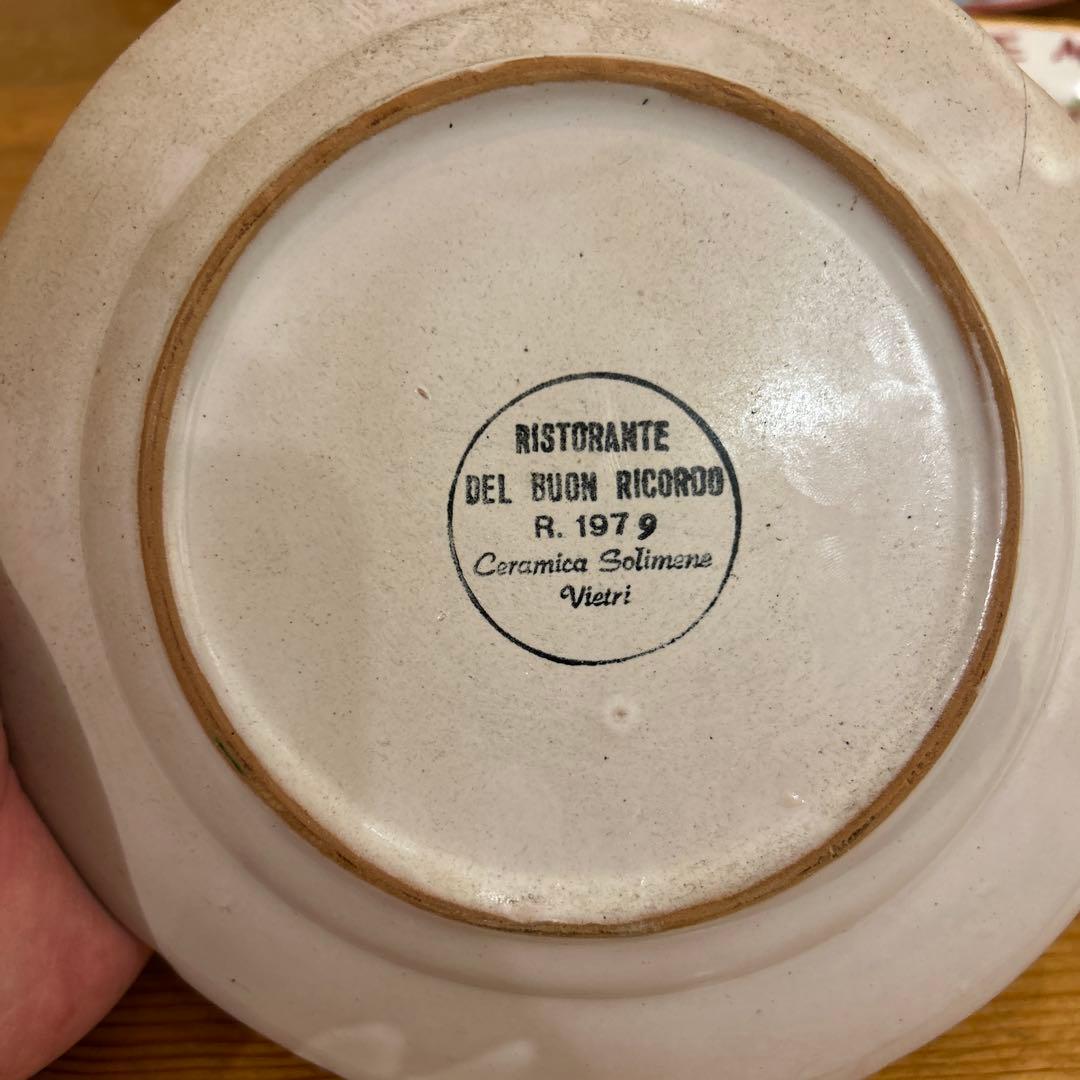 RISTORANTE
DEL BUON RICORDO
R. 1979
Ceramica Solimene
Vietri